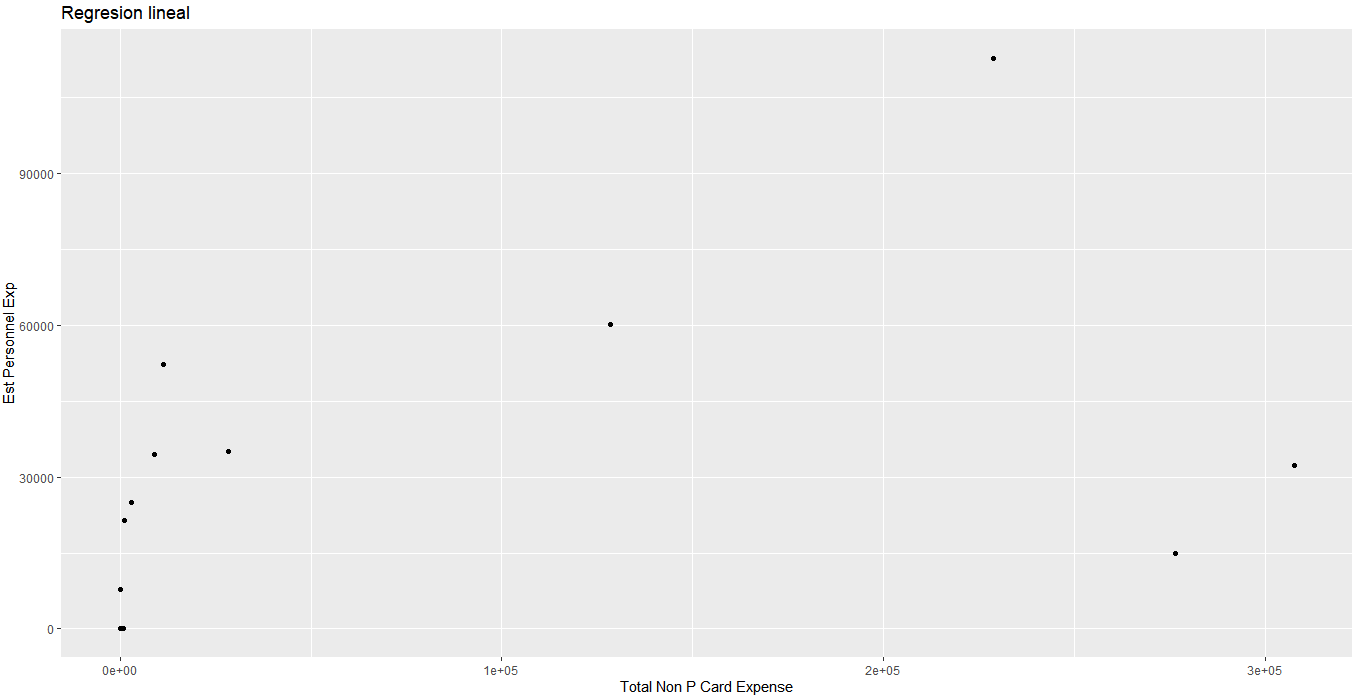 Regresion lineal
Est Personnel Exp
90000
60000
30000
0
0e+00
1e+05
2e+05
3e+05
Total Non P Card Expense